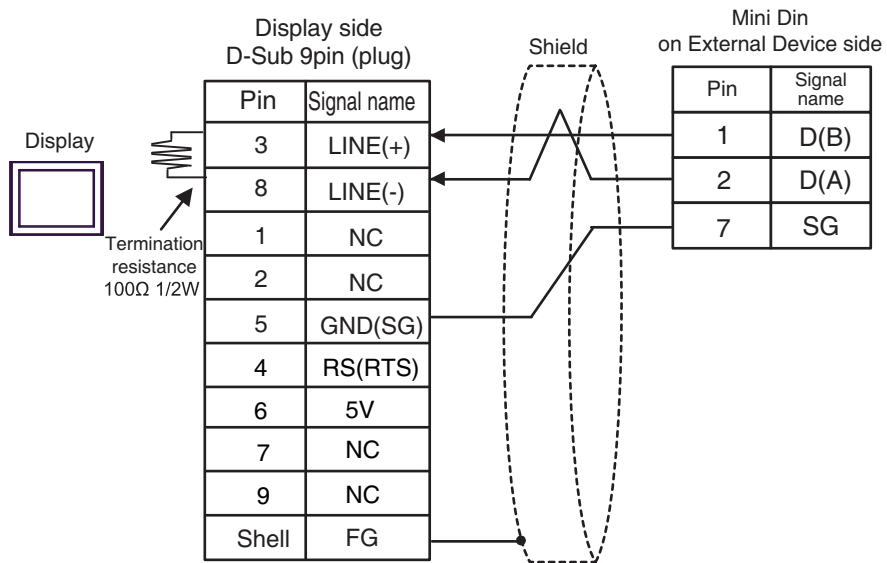 Display side
D-Sub 9pin (plug)
Shield
Mini Din
on External Device side
Display
Termination
resistance
100Ω 1/2W
Pin Signal name
3 LINE(+)
8 LINE(-)
1 NC
2 NC
5 GND(SG)
4 RS(RTS)
6 5V
7 NC
9 NC
Shell FG
Pin Signal name
1 D(B)
2 D(A)
7 SG